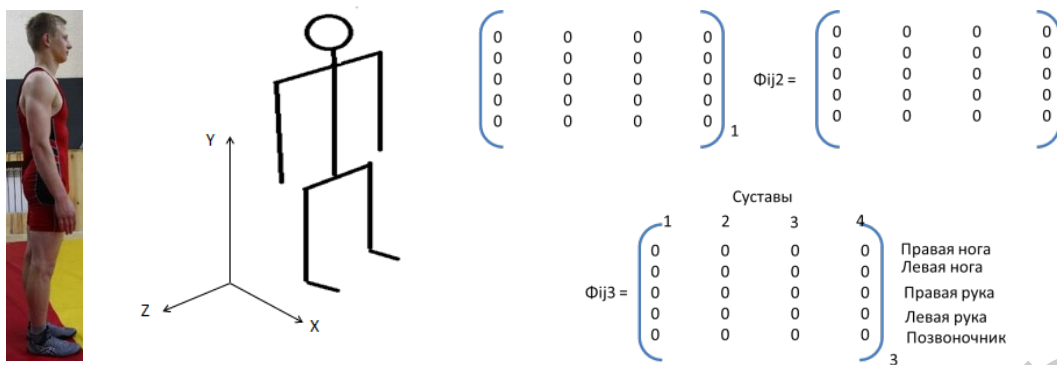 Y
Z
X
0 0 0 0
0 0 0 0
0 0 0 0
0 0 0 0
0 0 0 0
1
Фij2 =
0 0 0 0
0 0 0 0
0 0 0 0
0 0 0 0
0 0 0 0
Суставы
1 2 3 4
Фij3 =
0 0 0 0 Правая нога
0 0 0 0 Левая нога
0 0 0 0 Правая рука
0 0 0 0 Левая рука
0 0 0 0 Позвоночник
3